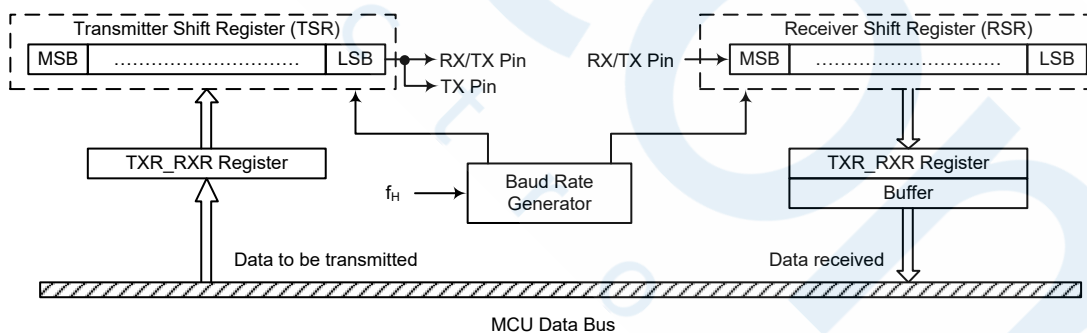 Transmitter Shift Register (TSR)
MSB
..............................
LSB
RX/TX Pin
TX Pin
RX/TX Pin
Receiver Shift Register (RSR)
MSB
..............................
LSB
TXR_RXR Register
fH
Baud Rate
Generator
TXR_RXR Register
Buffer
Data to be transmitted
Data received
MCU Data Bus